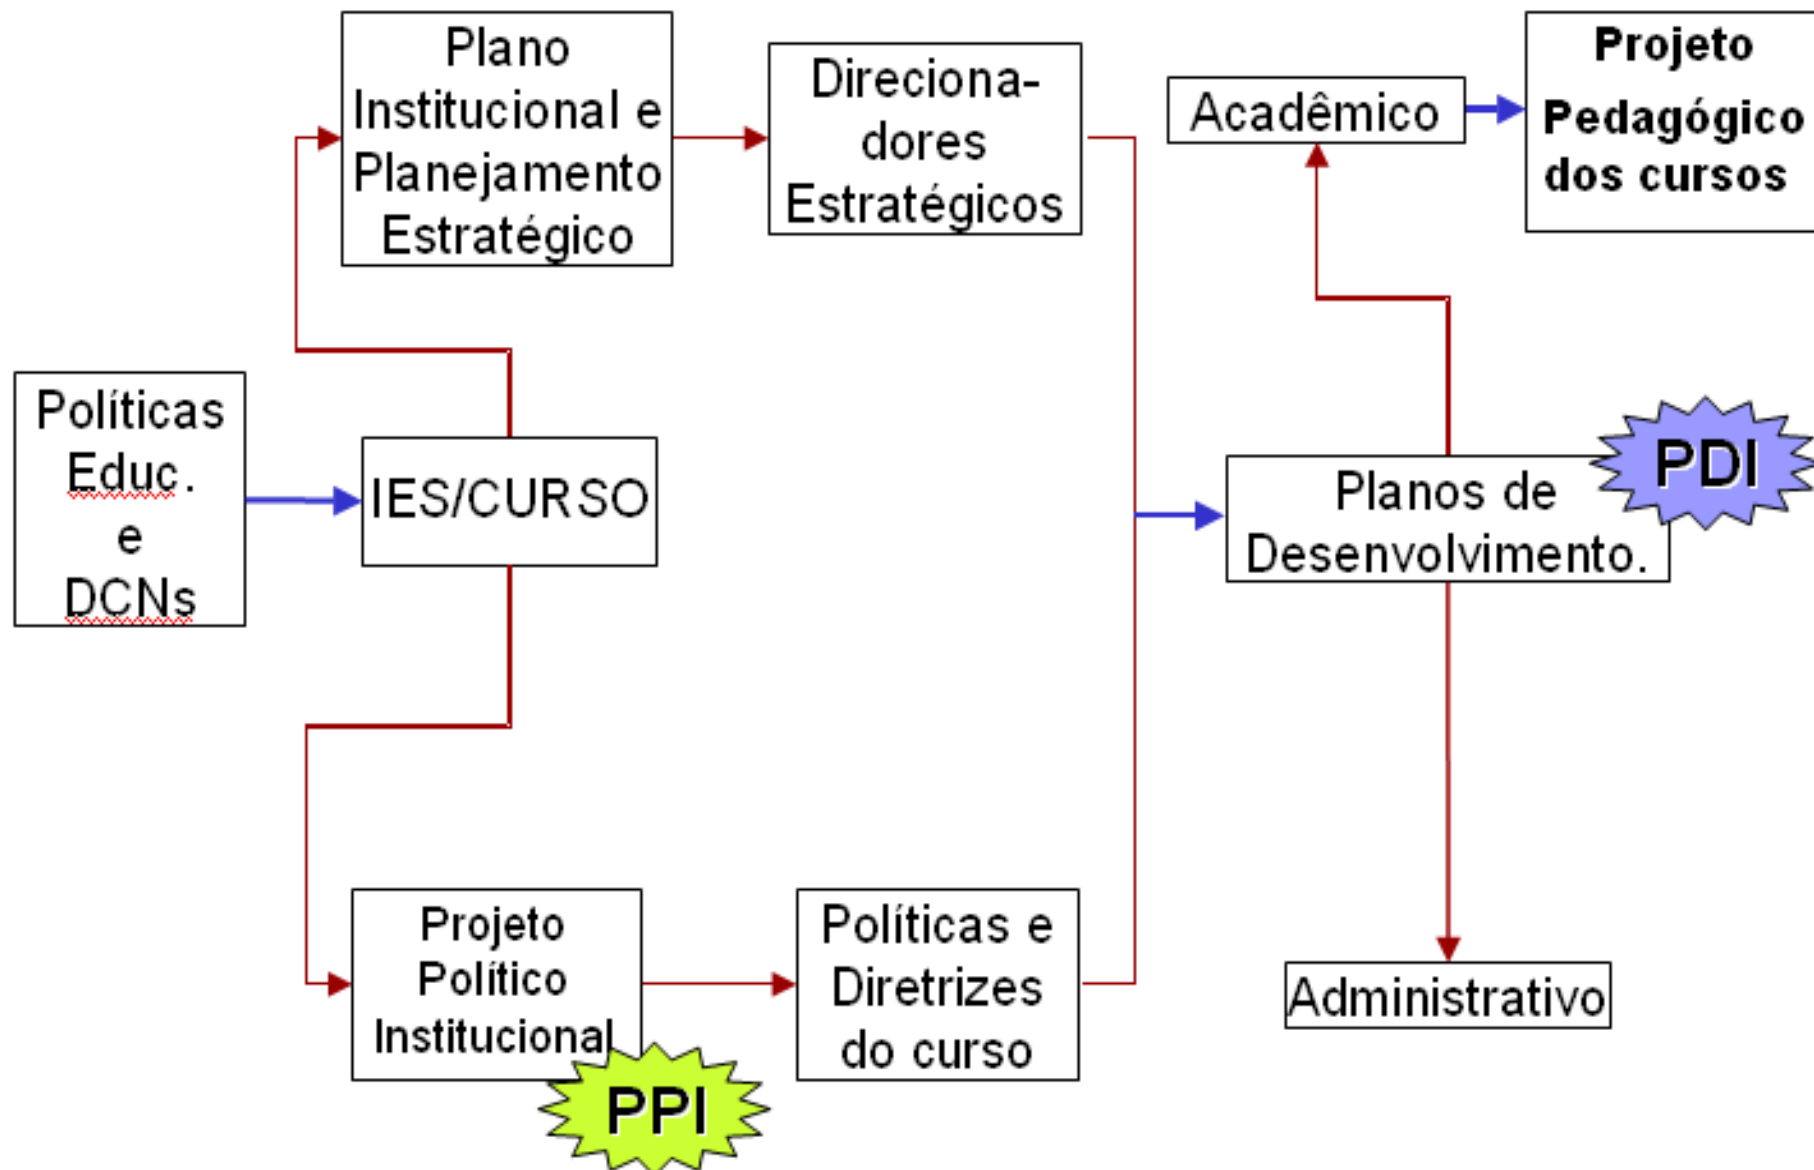 Plano
Institucional e
Planejamento
Estratégico
Direciona-
dores
Estratégicos
Acadêmico
Projeto
Pedagógico
dos cursos
Políticas
Educ.
e
DCNs
IES/CURSO
Planos de
Desenvolvimento.
PDI
Projeto
Político
Institucional
PPI
Políticas e
Diretrizes
do curso
Administrativo